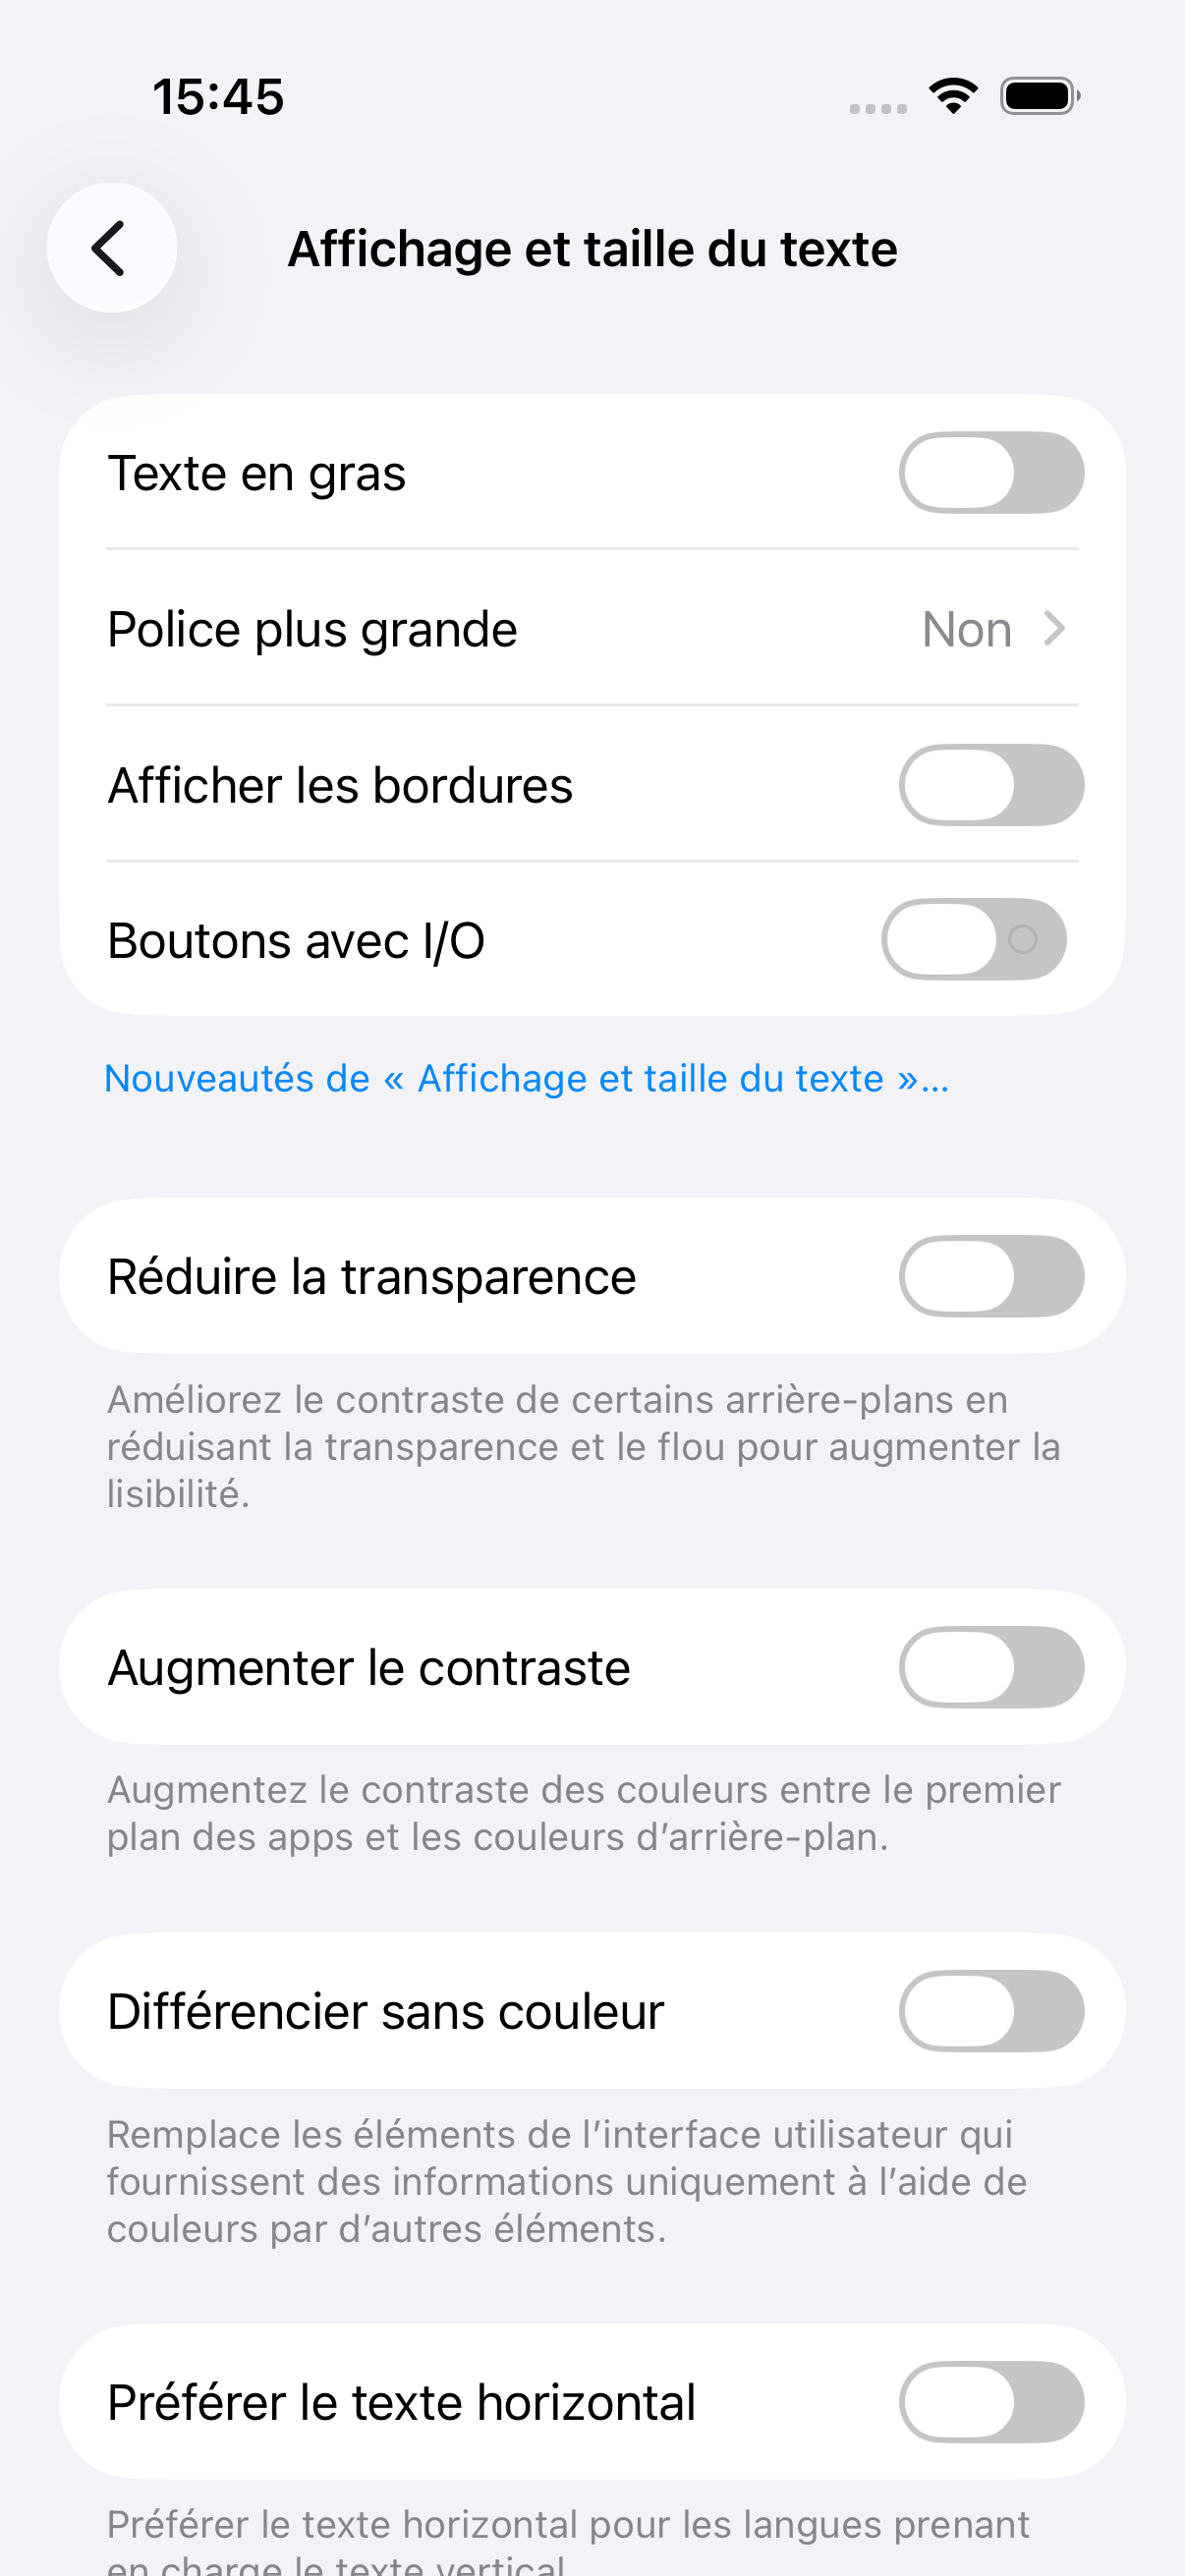 15:45
Affichage et taille du texte
Texte en gras
Police plus grande Non
Afficher les bordures
Boutons avec I/O
Nouveautés de « Affichage et taille du texte »...
Réduire la transparence
Améliorez le contraste de certains arrière-plans en
réduisant la transparence et le flou pour augmenter la
lisibilité.
Augmenter le contraste
Augmentez le contraste des couleurs entre le premier
plan des apps et les couleurs d’arrière-plan.
Différencier sans couleur
Remplace les éléments de l’interface utilisateur qui
fournissent des informations uniquement à l’aide de
couleurs par d’autres éléments.
Préférer le texte horizontal
Préférer le texte horizontal pour les langues prenant
en charge le texte vertical.